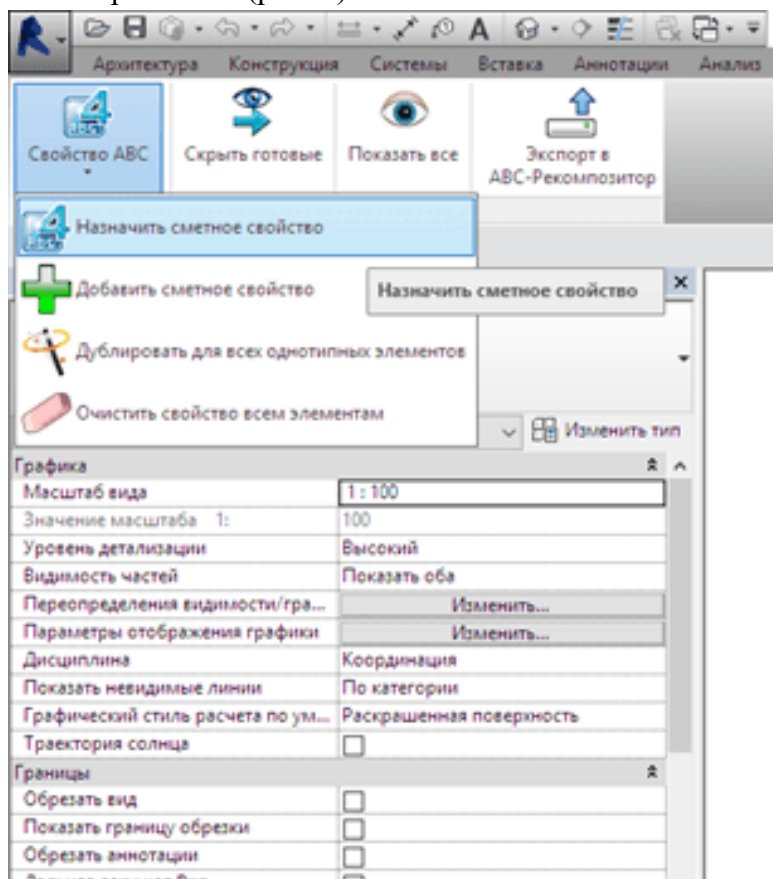 Архитектура Конструкция Системы Вставка Аннотации Анализ
Свойство ABC Скрыть готовые Показать все Экспорт в
ABC-Рекомпозитор
Назначить сметное свойство
Добавить сметное свойство Назначить сметное свойство
Дублировать для всех однотипных элементов
Очистить свойство всем элементам
Изменить тип
Графика
Масштаб вида 1 : 100
Значение масштаба 1: 100
Уровень детализации Высокий
Видимость частей Показать оба
Переопределения видимости/гра... Изменить...
Параметры отображения графики Изменить...
Дисциплина Координация
Показать невидимые линии По категории
Графический стиль расчета по ум... Раскрашенная поверхность
Траектория солнца
Границы
Обрезать вид
Показать границу обрезки
Обрезать аннотации